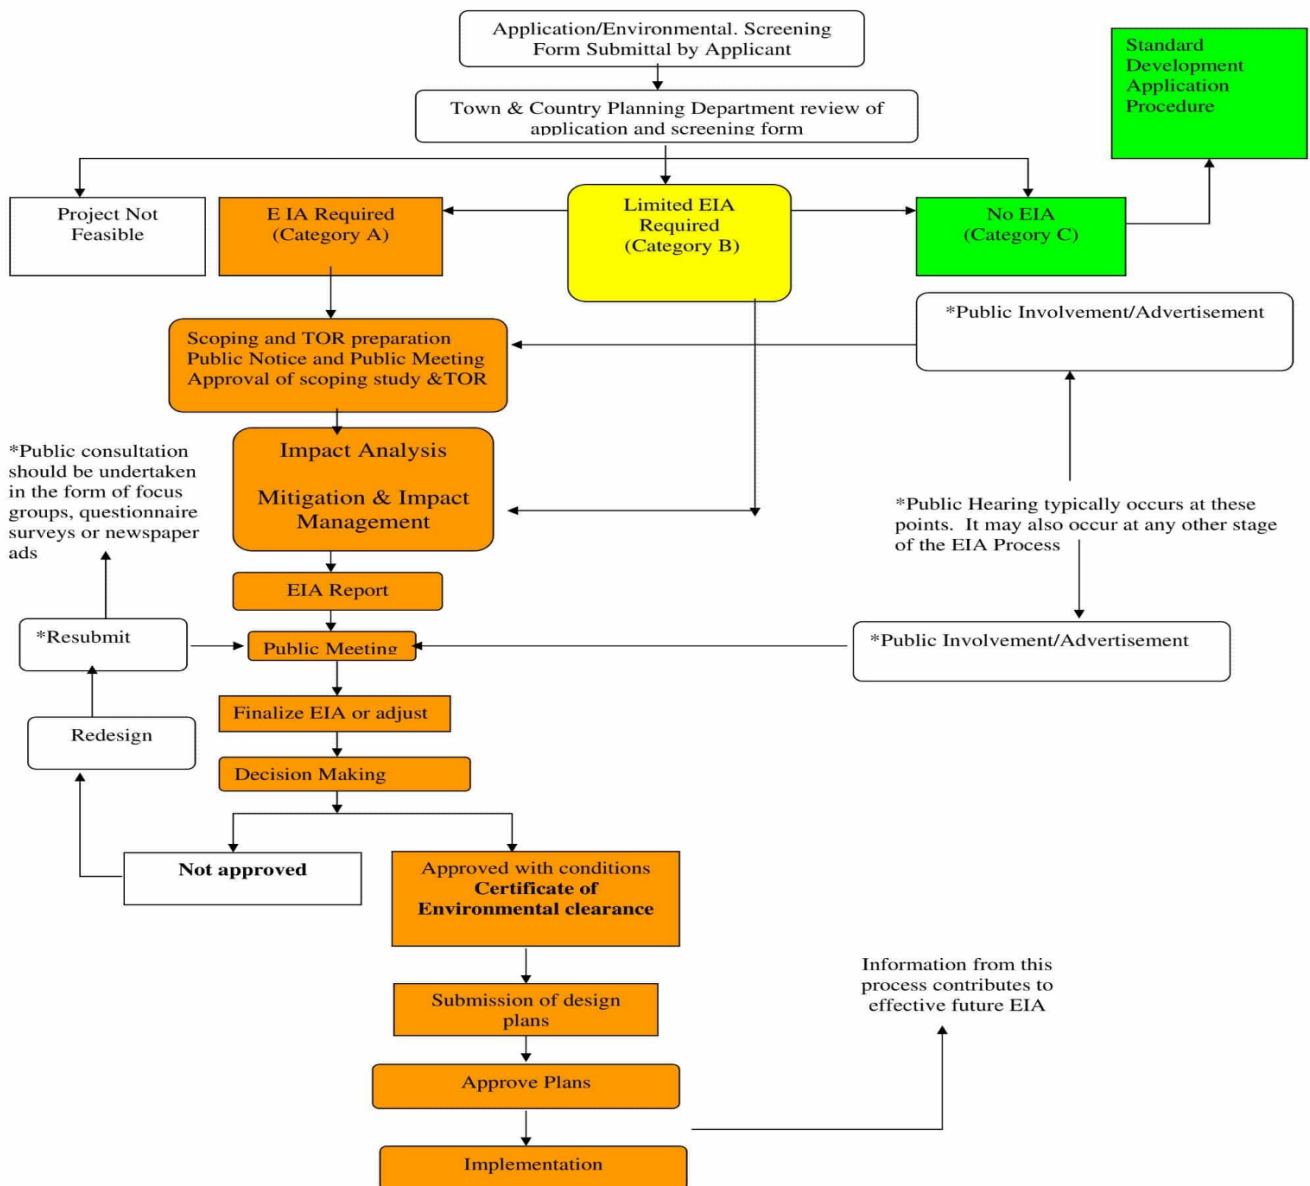 Application/Environmental. Screening
Form Submittal by Applicant
Standard
Development
Application
Procedure
Town & Country Planning Department review of
application and screening form
Project Not
Feasible
E IA Required
(Category A)
Limited EIA
Required
(Category B)
No EIA
(Category C)
*Public Involvement/Advertisement
Scoping and TOR preparation
Public Notice and Public Meeting
Approval of scoping study &TOR
*Public consultation
should be undertaken
in the form of focus
groups, questionnaire
surveys or newspaper
ads
Impact Analysis
Mitigation & Impact
Management
*Public Hearing typically occurs at these
points. It may also occur at any other stage
of the EIA Process
EIA Report
*Resubmit
Public Meeting
*Public Involvement/Advertisement
Finalize EIA or adjust
Redesign
Decision Making
Not approved
Approved with conditions
Certificate of
Environmental clearance
Information from this
process contributes to
effective future EIA
Submission of design
plans
Approve Plans
Implementation